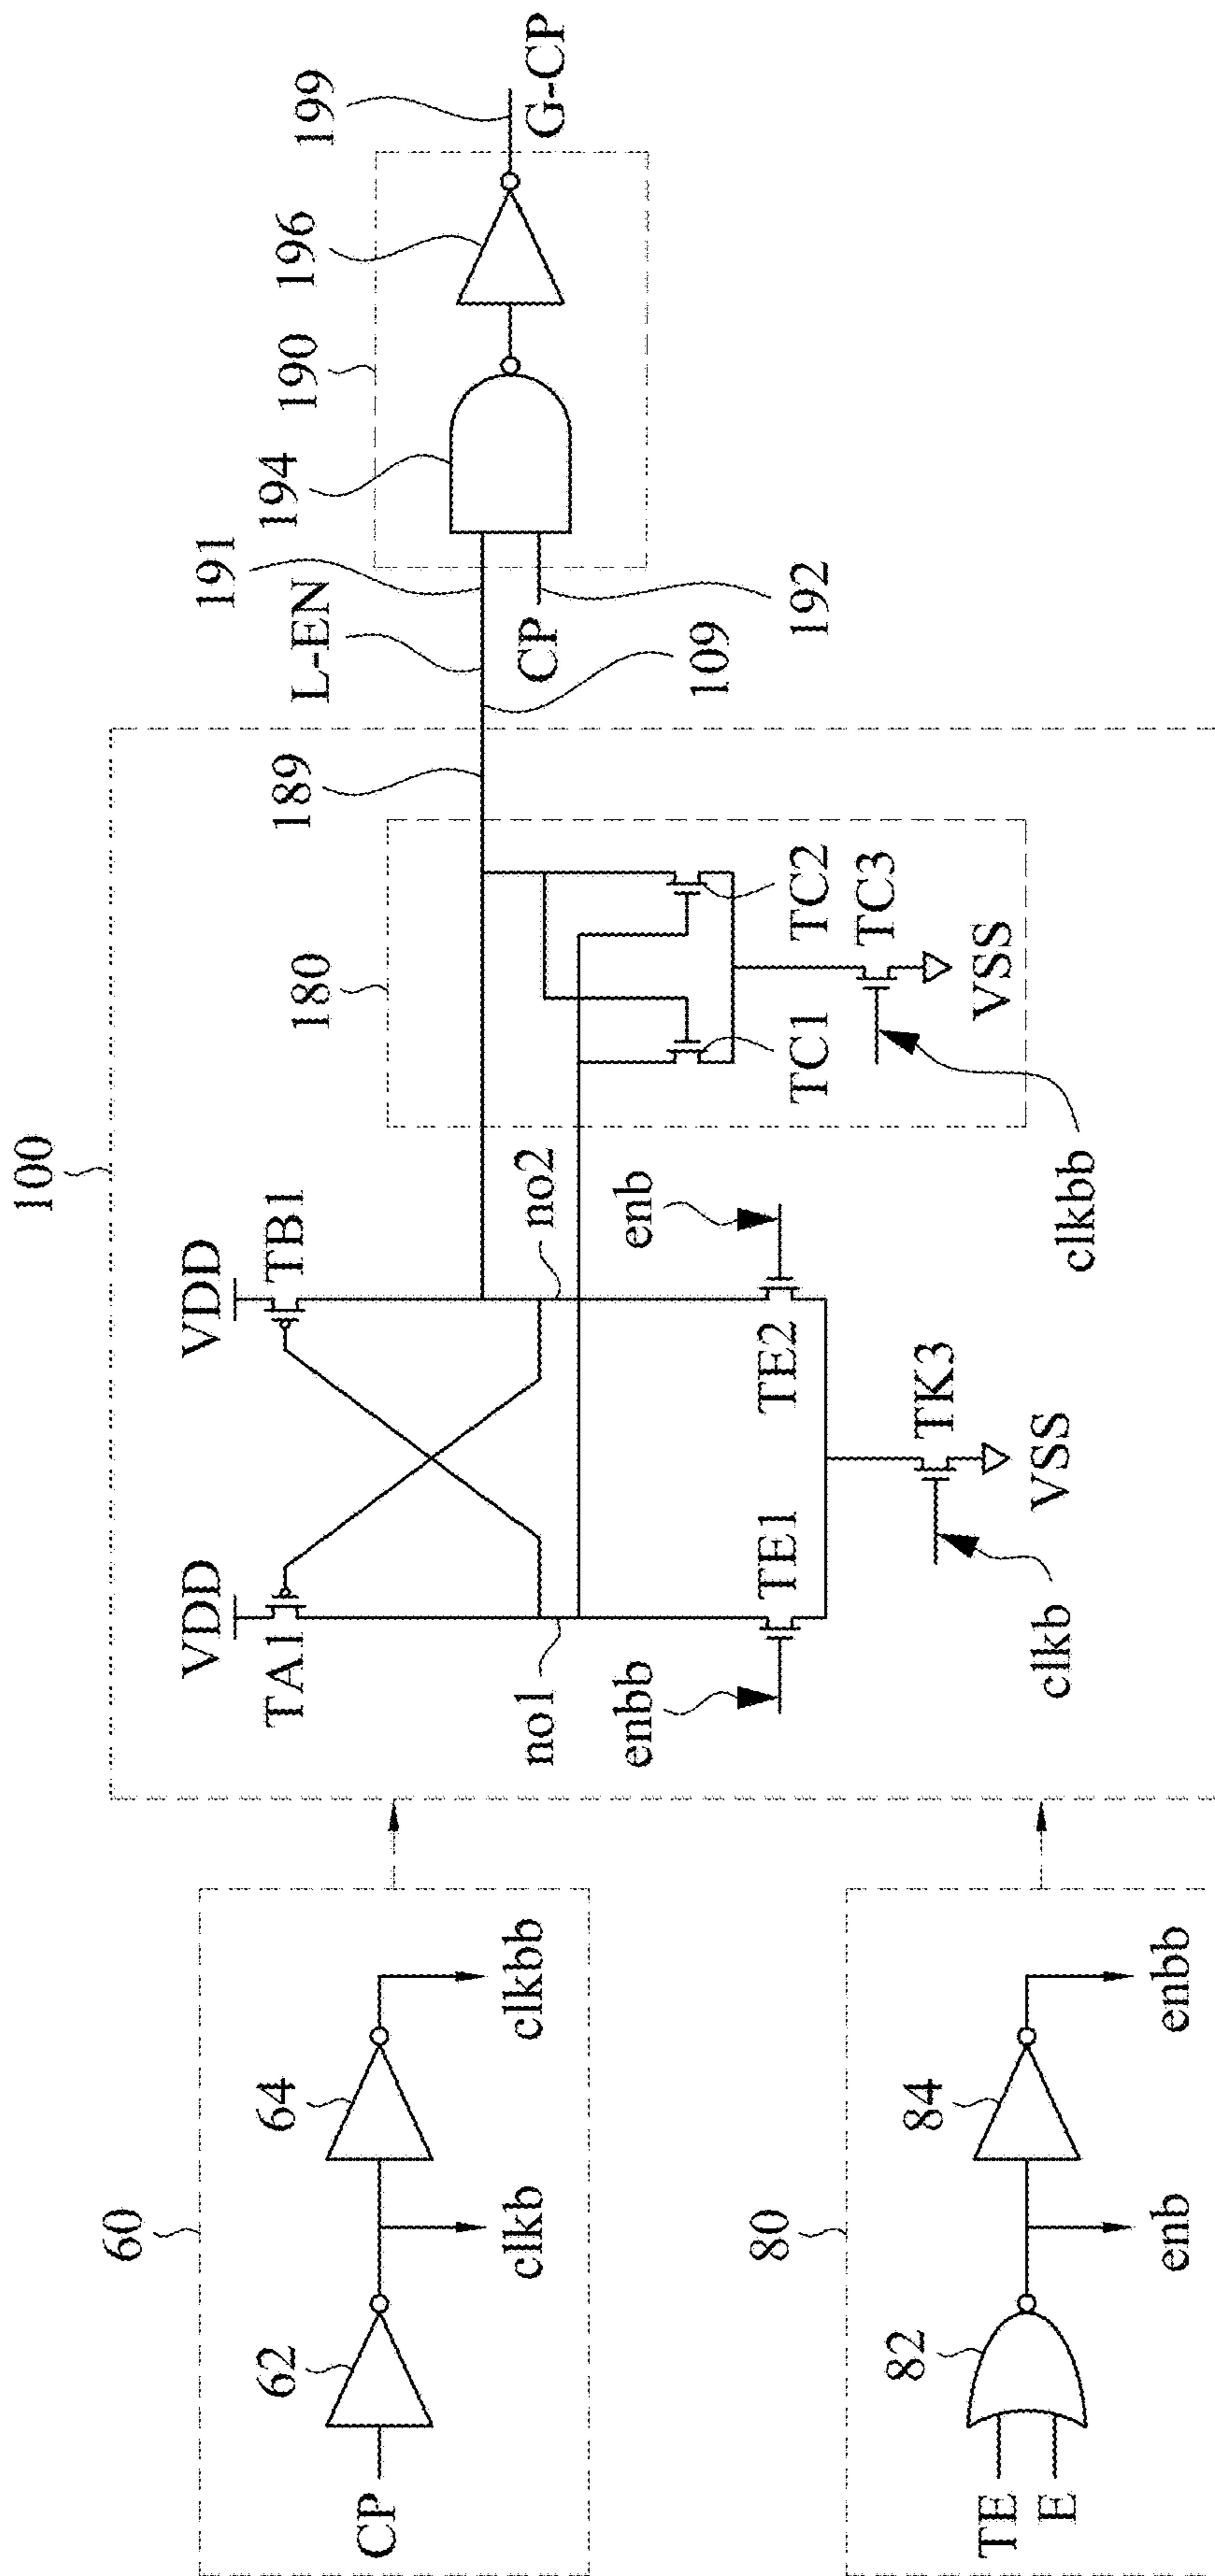 100
60
62
64
CP
clkb
clkbb
80
82
84
TE
E
enb
enbb
VDD
VDD
TA1
TB1
no1
no2
enbb
enb
TE1
TE2
TK3
clkb
VSS
180
189
TC1
TC2
TC3
clkbb
VSS
109
L-EN
191
CP
192
194
190
196
199
G-CP